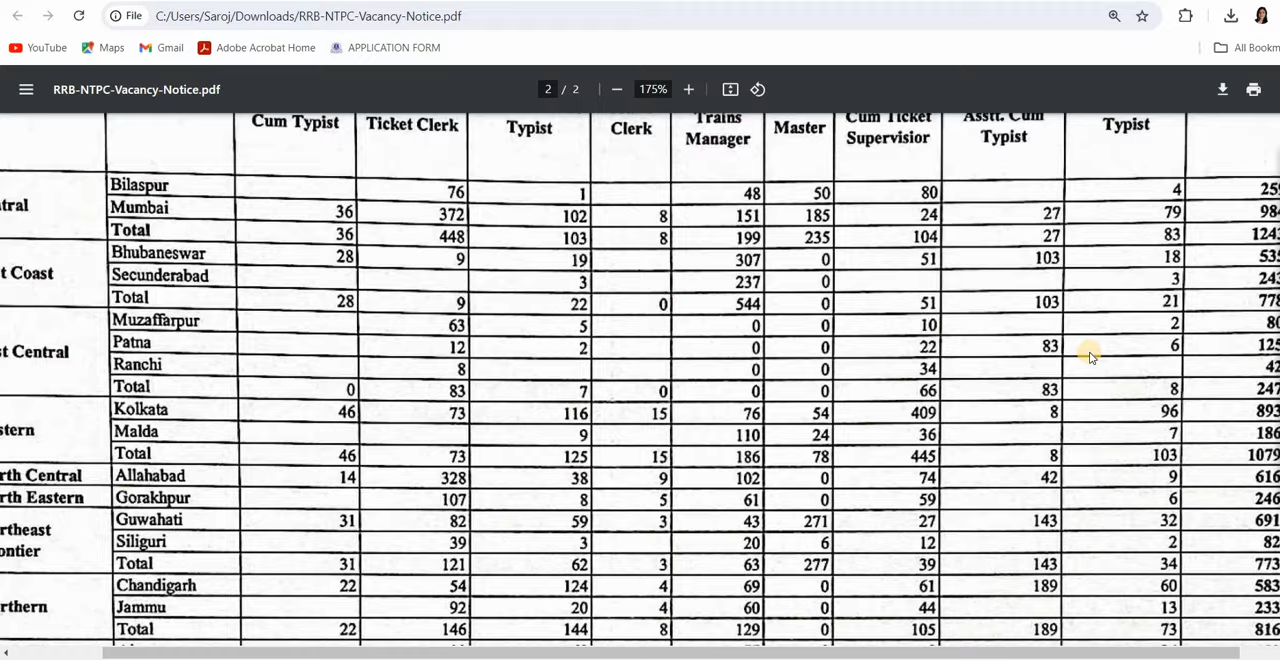 File C:/Users/Saroj/Downloads/RRB-NTPC-Vacancy-Notice.pdf
YouTube Maps Gmail Adobe Acrobat Home APPLICATION FORM All Bookm
RRB-NTPC-Vacancy-Notice.pdf 2 / 2 175%
Cum Typist Ticket Clerk Typist Clerk Trains Manager Master Cum Ticket Supervisior Asstt. Cum Typist Typist
tral Bilaspur 76 1 48 50 80 4 259
Mumbai 36 372 102 8 151 185 24 27 79 984
Total 36 448 103 8 199 235 104 27 83 1243
t Coast Bhubaneswar 28 9 19 307 0 51 103 18 535
Secunderabad 3 237 0 3 243
Total 28 9 22 0 544 0 51 103 21 778
st Central Muzaffarpur 63 5 0 0 10 2 80
Patna 12 2 0 0 22 83 6 125
Ranchi 8 0 0 34 42
Total 0 83 7 0 0 0 66 83 8 247
stern Kolkata 46 73 116 15 76 54 409 8 96 893
Malda 9 110 24 36 7 186
Total 46 73 125 15 186 78 445 8 103 1079
rth Central Allahabad 14 328 38 9 102 0 74 42 9 616
rth Eastern Gorakhpur 107 8 5 61 59 6 246
rtheast ontier Guwahati 31 82 59 3 43 271 27 143 32 691
Siliguri 39 3 20 6 12 2 82
Total 31 121 62 3 63 277 39 143 34 773
rthern Chandigarh 22 54 124 4 69 0 61 189 60 583
Jammu 92 20 4 60 0 44 13 233
Total 22 146 144 8 129 0 105 189 73 816